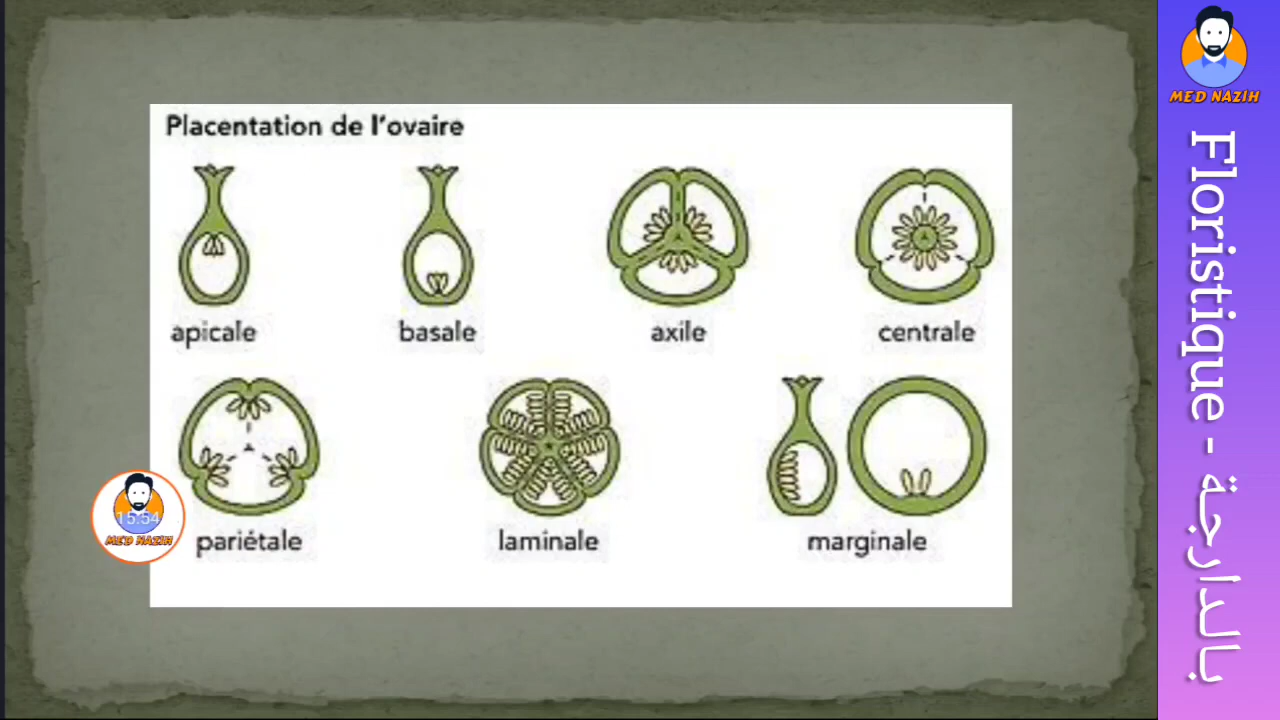 Placentation de l'ovaire
apicale
basale
axile
centrale
pariétale
laminale
marginale
15:54
MED NAZIH
MED NAZIH
Floristique - بالدارجة